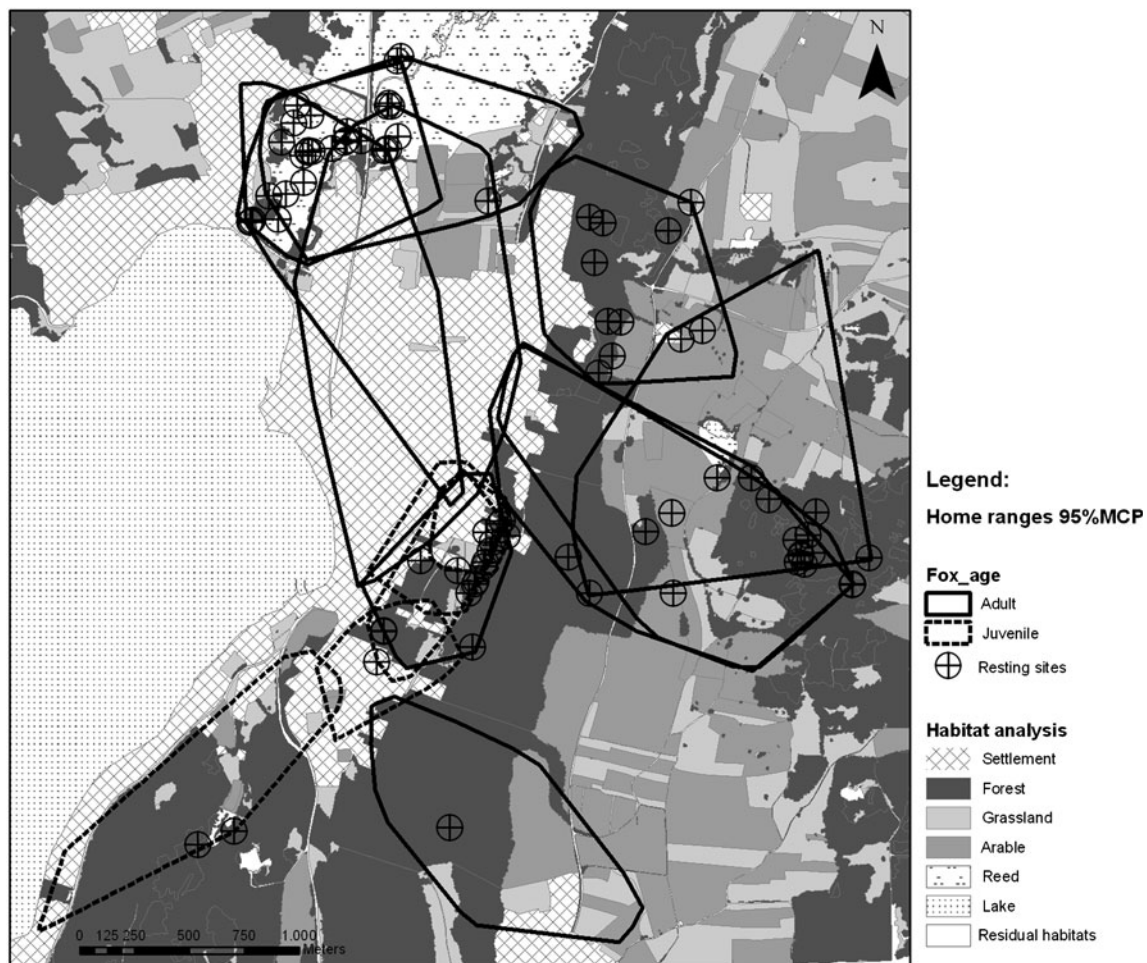 N
Legend:
Home ranges 95%MCP
Fox_age
Adult
Juvenile
Resting sites
Habitat analysis
Settlement
Forest
Grassland
Arable
Reed
Lake
Residual habitats
0 125 250 500 750 1.000
Meters